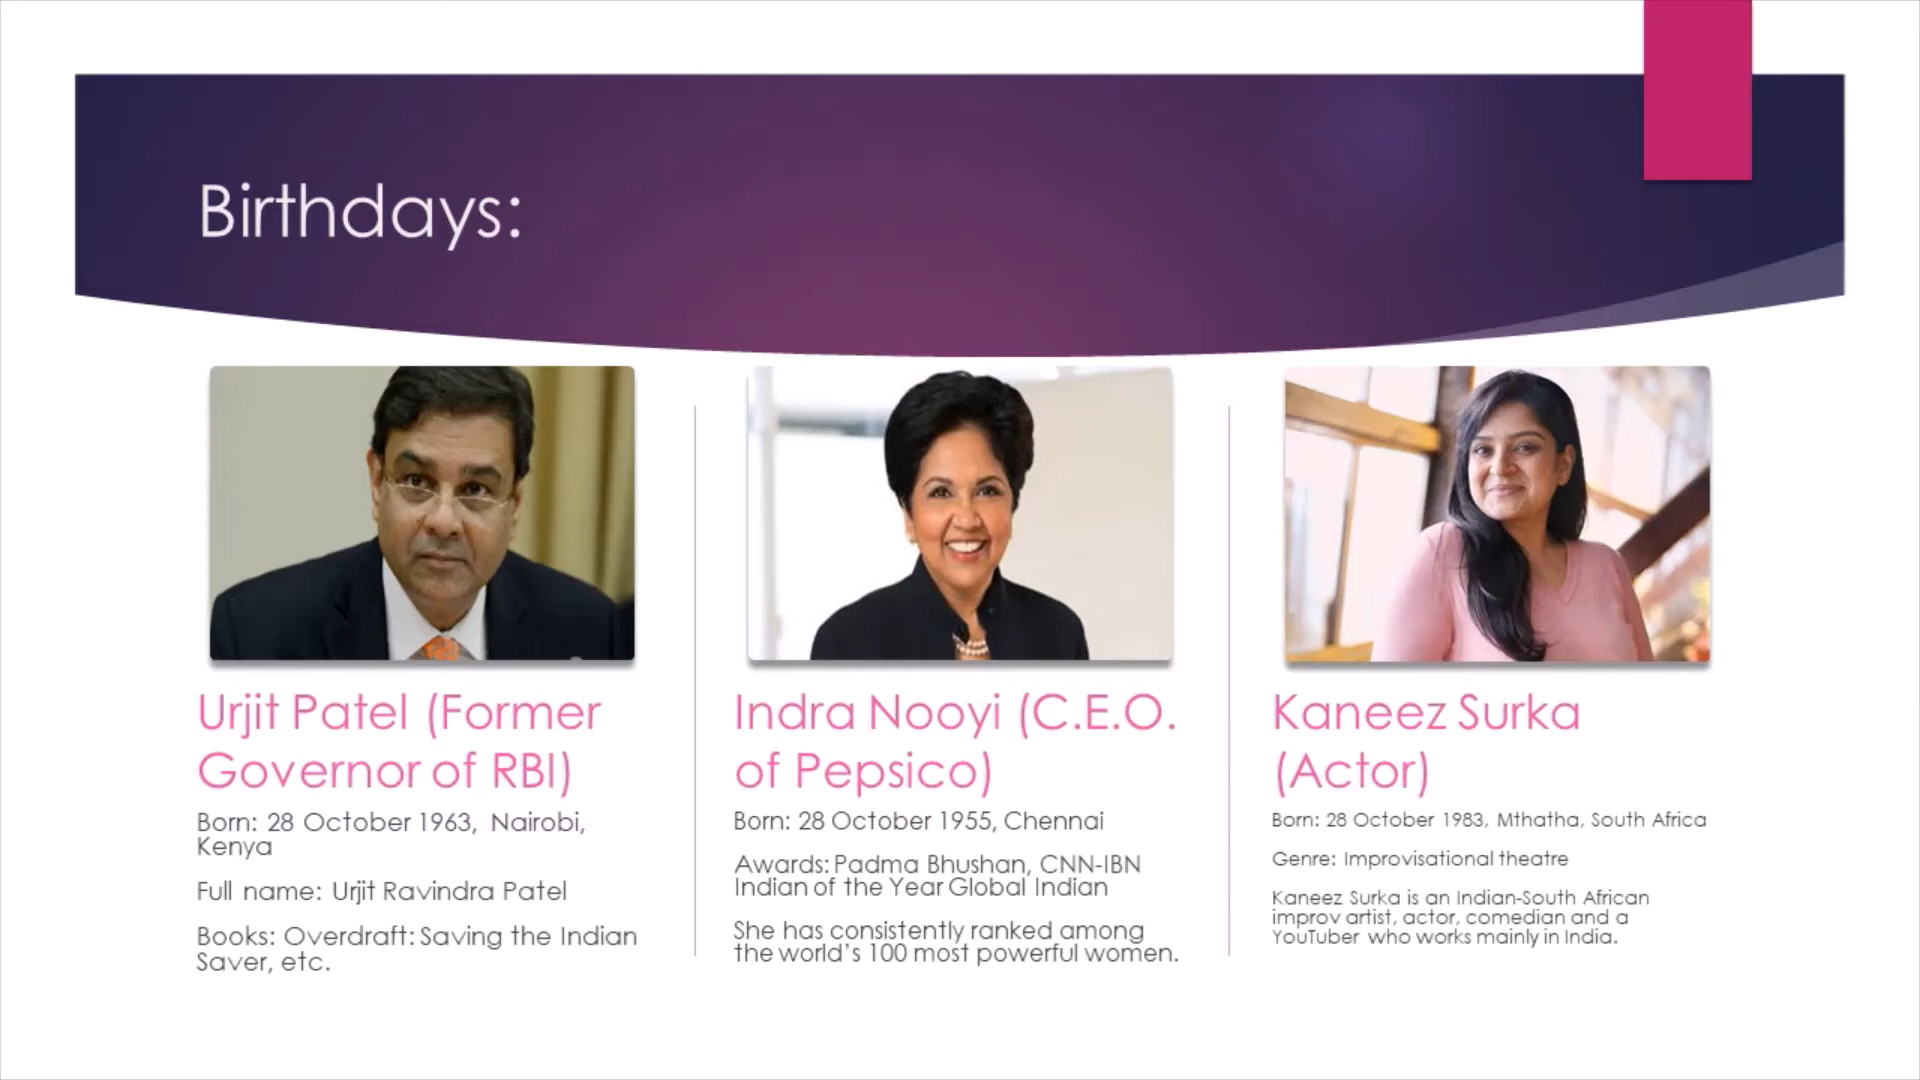 Birthdays:
Urjit Patel (Former
Governor of RBI)
Born: 28 October 1963, Nairobi,
Kenya
Full name: Urjit Ravindra Patel
Books: Overdraft: Saving the Indian
Saver, etc.
Indra Nooyi (C.E.O.
of Pepsico)
Born: 28 October 1955, Chennai
Awards: Padma Bhushan, CNN-IBN
Indian of the Year Global Indian
She has consistently ranked among
the world's 100 most powerful women.
Kaneez Surka
(Actor)
Born: 28 October 1983, Mthatha, South Africa
Genre: Improvisational theatre
Kaneez Surka is an Indian-South African
improv artist, actor, comedian and a
YouTuber who works mainly in India.